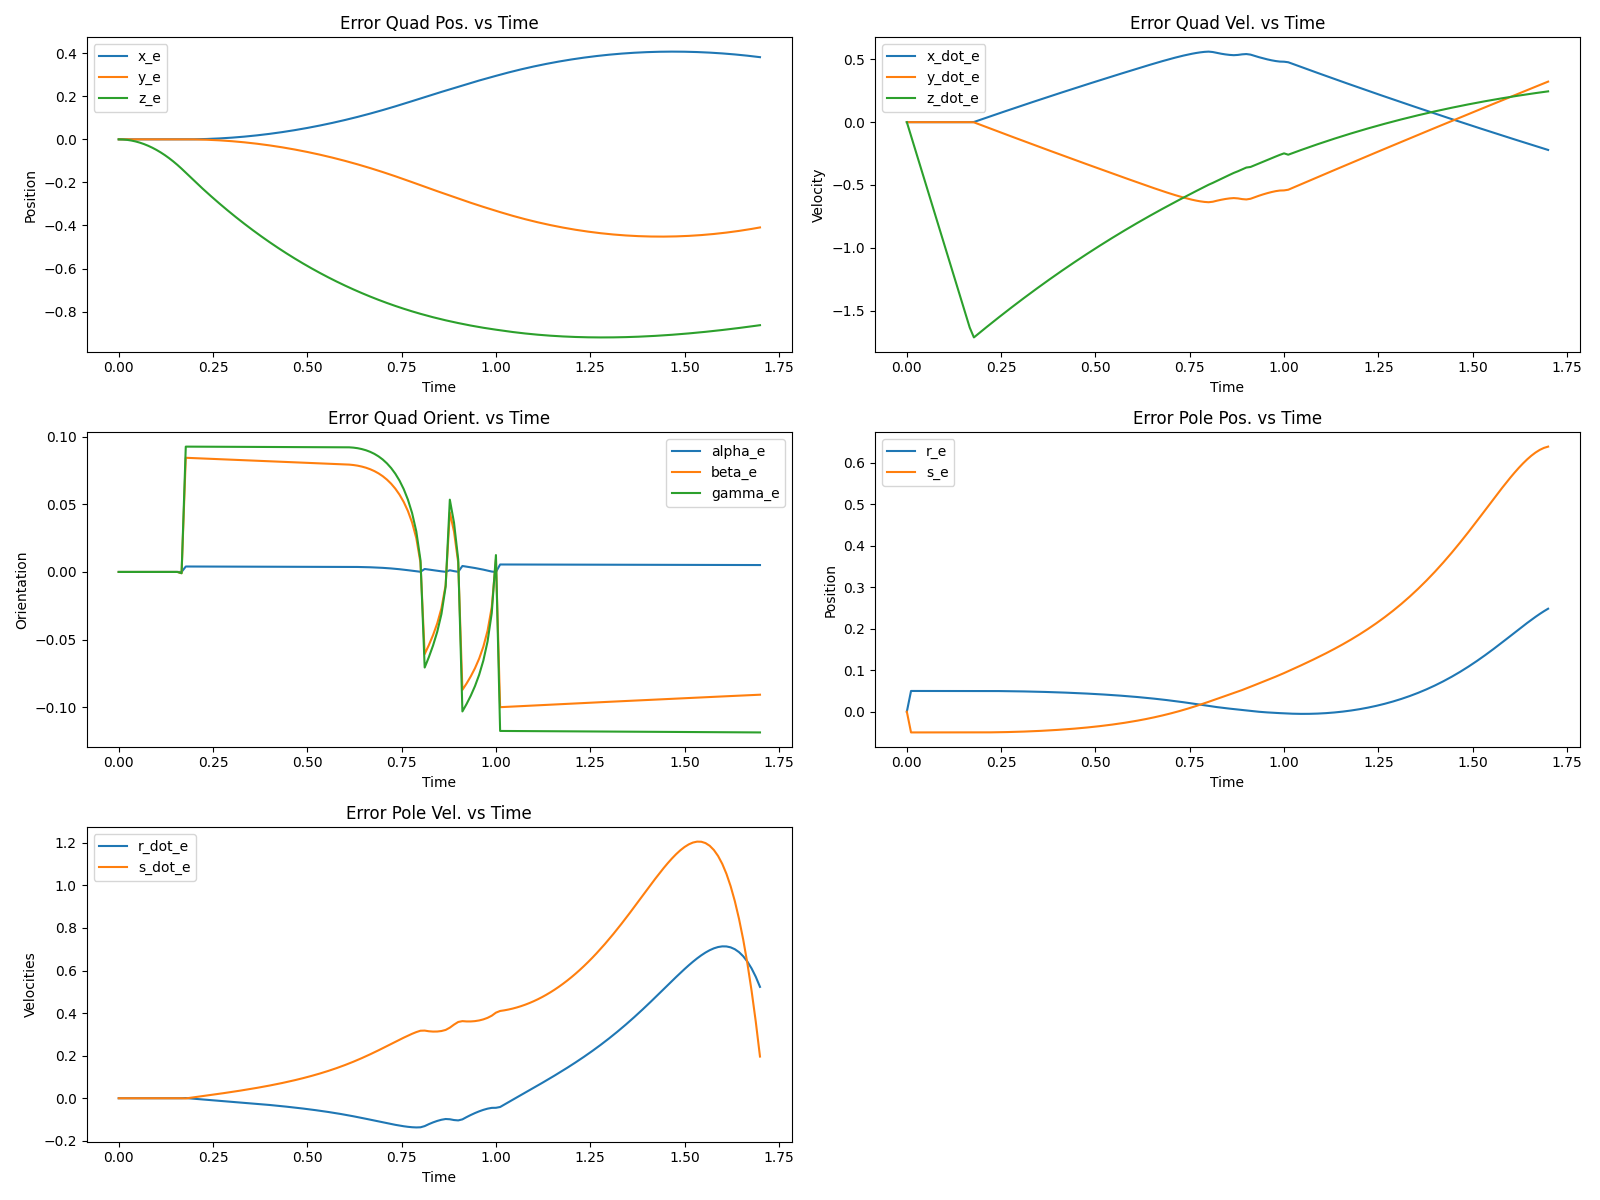 Error Quad Pos. vs Time
x_e
y_e
z_e
0.4
0.2
0.0
−0.2
−0.4
−0.6
−0.8
Position
0.00 0.25 0.50 0.75 1.00 1.25 1.50 1.75
Time
Error Quad Vel. vs Time
x_dot_e
y_dot_e
z_dot_e
0.5
0.0
−0.5
−1.0
−1.5
Velocity
0.00 0.25 0.50 0.75 1.00 1.25 1.50 1.75
Time
Error Quad Orient. vs Time
alpha_e
beta_e
gamma_e
0.10
0.05
0.00
−0.05
−0.10
Orientation
0.00 0.25 0.50 0.75 1.00 1.25 1.50 1.75
Time
Error Pole Pos. vs Time
r_e
s_e
0.6
0.5
0.4
0.3
0.2
0.1
0.0
Position
0.00 0.25 0.50 0.75 1.00 1.25 1.50 1.75
Time
Error Pole Vel. vs Time
r_dot_e
s_dot_e
1.2
1.0
0.8
0.6
0.4
0.2
0.0
−0.2
Velocities
0.00 0.25 0.50 0.75 1.00 1.25 1.50 1.75
Time